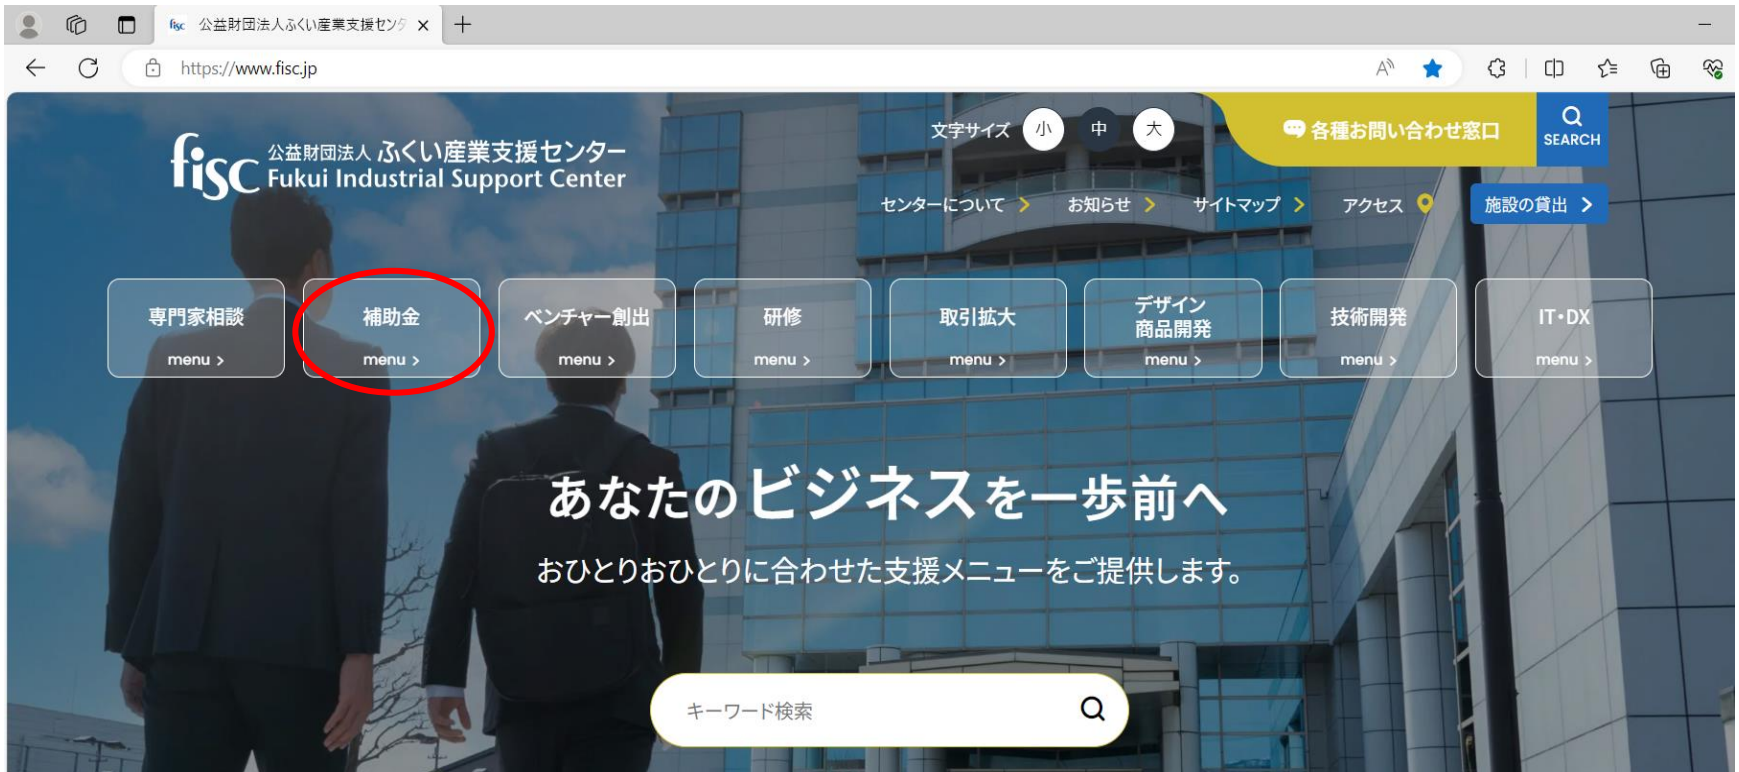 fisc 公益財団法人ふくい産業支援センタ
https://www.fisc.jp
文字サイズ 小 中 大
各種お問い合わせ窓口
SEARCH
fisc 公益財団法人 ふくい産業支援センター
Fukui Industrial Support Center
センターについて お知らせ サイトマップ アクセス 施設の貸出
専門家相談
menu >
補助金
menu >
ベンチャー創出
menu >
研修
menu >
取引拡大
menu >
デザイン
商品開発
menu >
技術開発
menu >
IT・DX
menu >
あなたのビジネスを一歩前へ
おひとりおひとりに合わせた支援メニューをご提供します。
キーワード検索